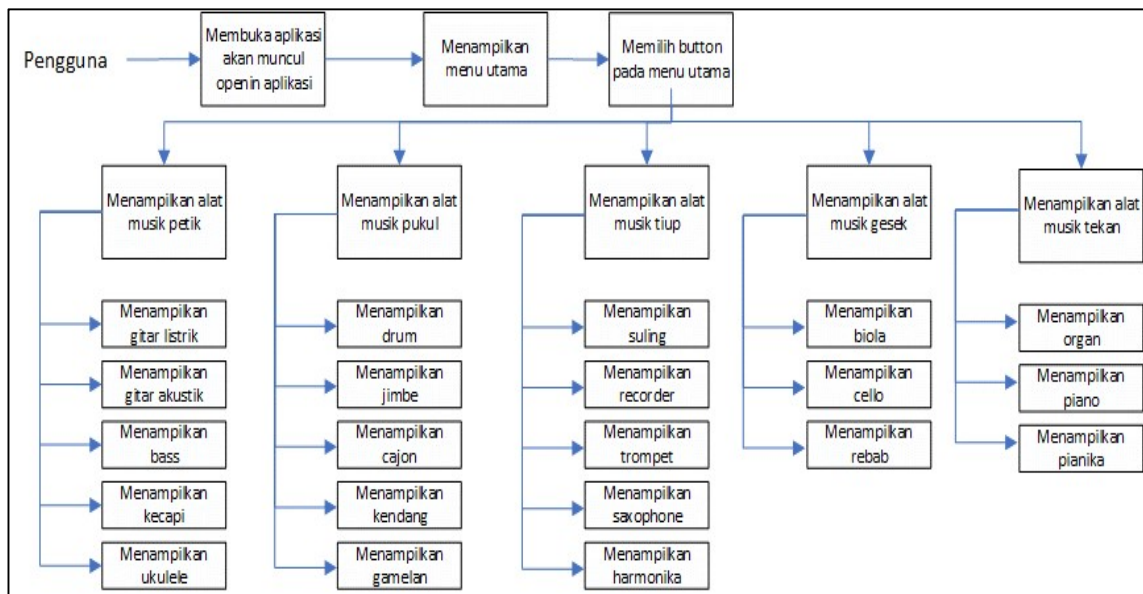 Pengguna
Membuka aplikasi
akan muncul
openin aplikasi
Menampilkan
menu utama
Memilih button
pada menu utama
Menampilkan alat
musik petik
Menampilkan alat
musik pukul
Menampilkan alat
musik tiup
Menampilkan alat
musik gesek
Menampilkan alat
musik tekan
Menampilkan
gitar listrik
Menampilkan
gitar akustik
Menampilkan
bass
Menampilkan
kecapi
Menampilkan
ukulele
Menampilkan
drum
Menampilkan
jimbe
Menampilkan
cajon
Menampilkan
kendang
Menampilkan
gamelan
Menampilkan
suling
Menampilkan
recorder
Menampilkan
trompet
Menampilkan
saxophone
Menampilkan
harmonika
Menampilkan
biola
Menampilkan
cello
Menampilkan
rebab
Menampilkan
organ
Menampikan
piano
Menampilkan
pianika